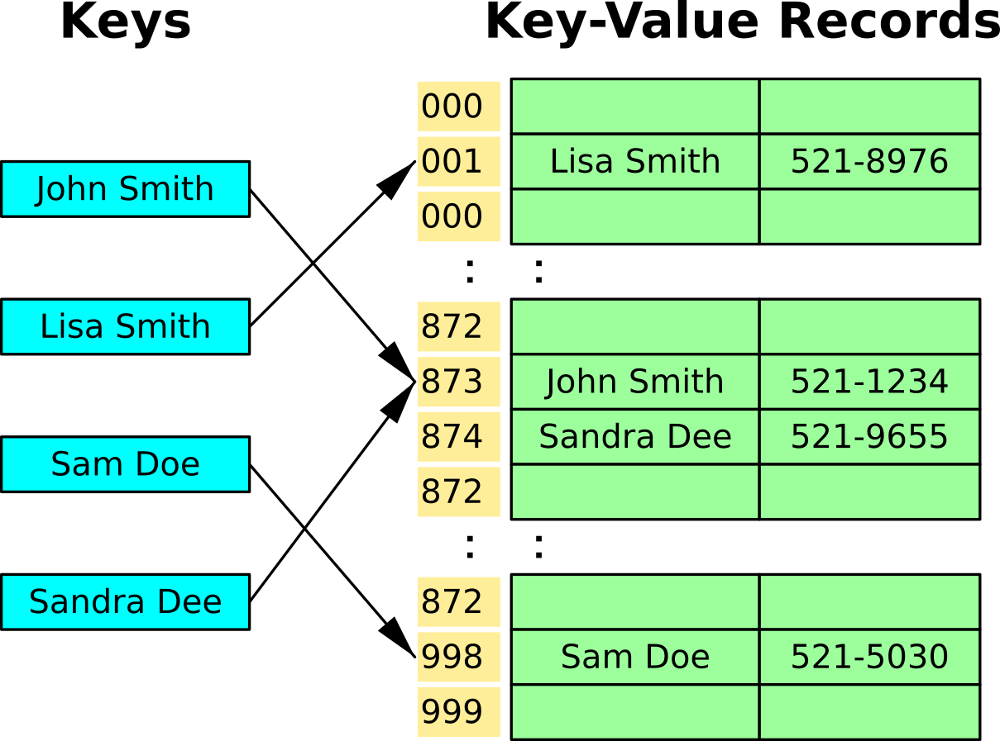 Keys
Key-Value Records
000
001 Lisa Smith 521-8976
000
: :
872
873 John Smith 521-1234
874 Sandra Dee 521-9655
872
: :
872
998 Sam Doe 521-5030
999
John Smith
Lisa Smith
Sam Doe
Sandra Dee